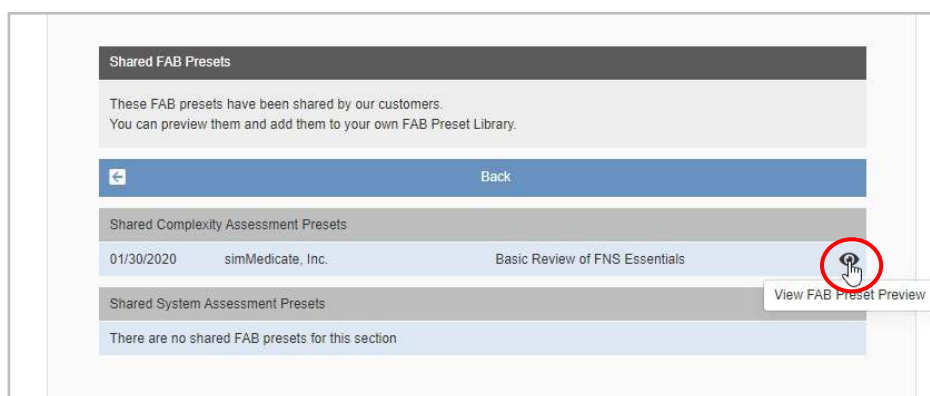 Shared FAB Presets
These FAB presets have been shared by our customers.
You can preview them and add them to your own FAB Preset Library.
Back
Shared Complexity Assessment Presets
01/30/2020 simMedicate, Inc. Basic Review of FNS Essentials
View FAB Preset Preview
Shared System Assessment Presets
There are no shared FAB presets for this section